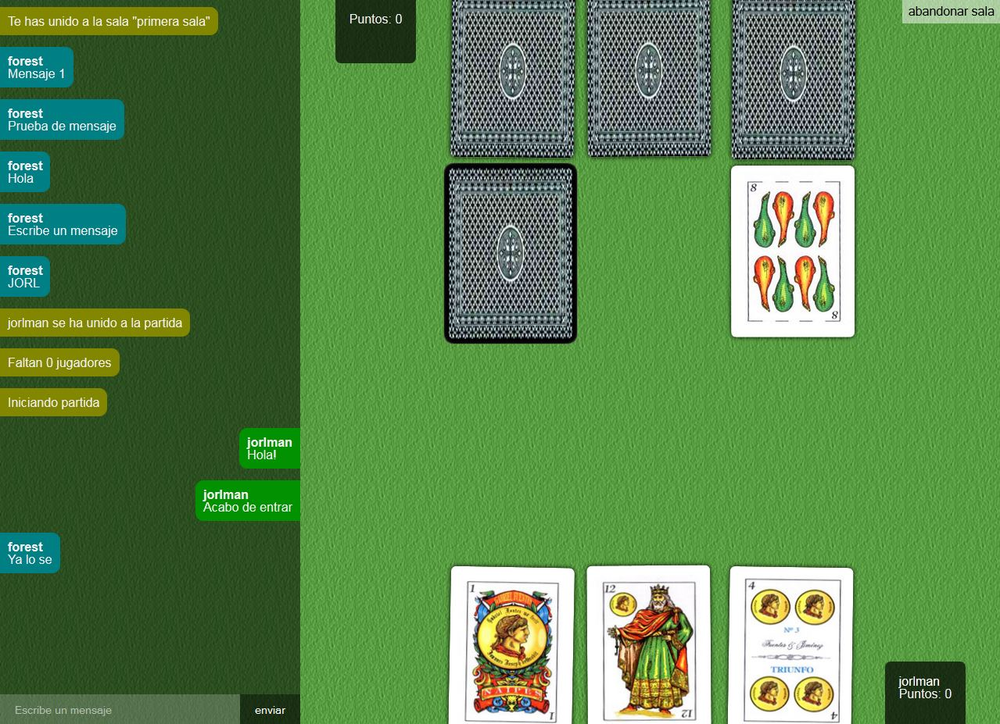 Te has unido a la sala "primera sala"
forest
Mensaje 1
forest
Prueba de mensaje
forest
Hola
forest
Escribe un mensaje
forest
JORL
jorlman se ha unido a la partida
Faltan 0 jugadores
Iniciando partida
jorlman
Hola!
jorlman
Acabo de entrar
forest
Ya lo se
Escribe un mensaje
enviar
Puntos: 0
abandonar sala
8
8
1
NAIPES
1
12
12
4
Nº 3
Fuentes & Jiménez
TRIUNFO
4
jorlman
Puntos: 0